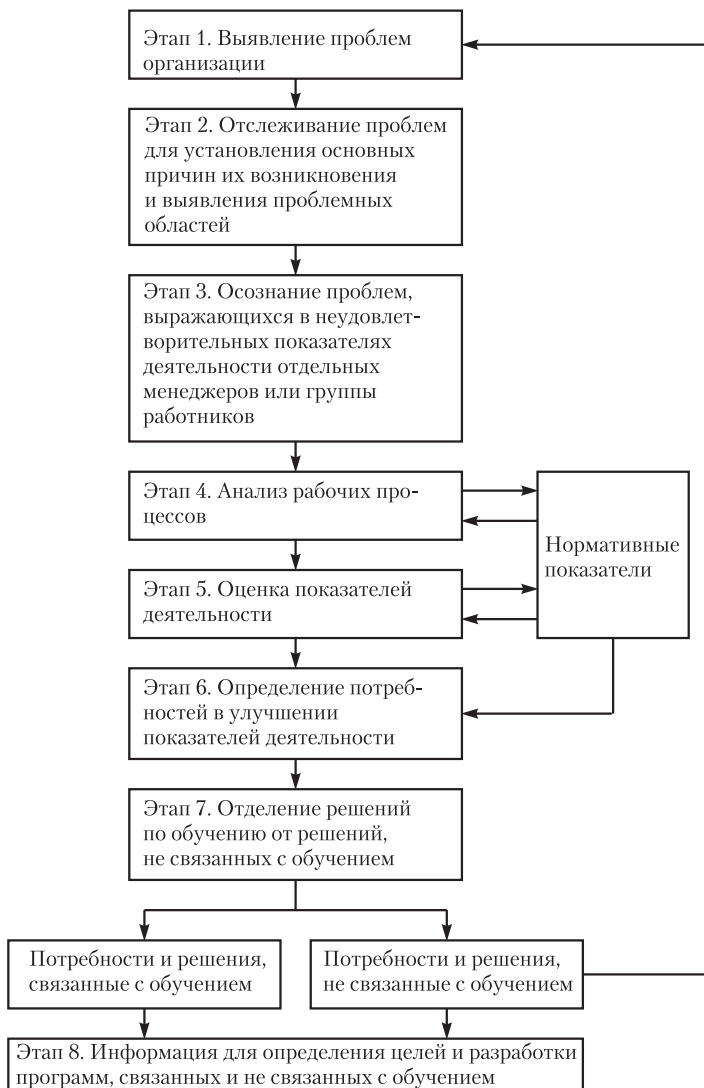 Этап 1. Выявление проблем
организации
Этап 2. Отслеживание проблем
для установления основных
причин их возникновения
и выявления проблемных
областей
Этап 3. Осознание проблем,
выражающихся в неудовлет-
ворительных показателях
деятельности отдельных
менеджеров или группы
работников
Этап 4. Анализ рабочих про-
цессов
Нормативные
показатели
Этап 5. Оценка показателей
деятельности
Этап 6. Определение потреб-
ностей в улучшении
показателей деятельности
Этап 7. Отделение решений
по обучению от решений,
не связанных с обучением
Потребности и решения,
связанные с обучением
Потребности и решения,
не связанные с обучением
Этап 8. Информация для определения целей и разработки
программ, связанных и не связанных с обучением